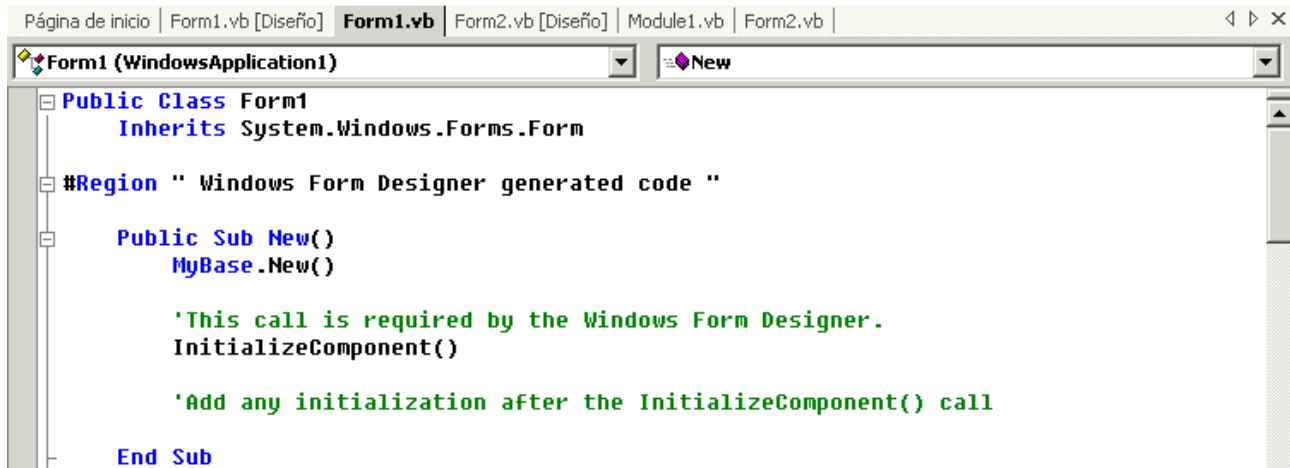 Página de inicio | Form1.vb [Diseño] Form1.vb | Form2.vb [Diseño] | Module1.vb | Form2.vb |
Form1 (WindowsApplication1) New
Public Class Form1
Inherits System.Windows.Forms.Form
#Region " Windows Form Designer generated code "
Public Sub New()
MyBase.New()
'This call is required by the Windows Form Designer.
InitializeComponent()
'Add any initialization after the InitializeComponent() call
End Sub